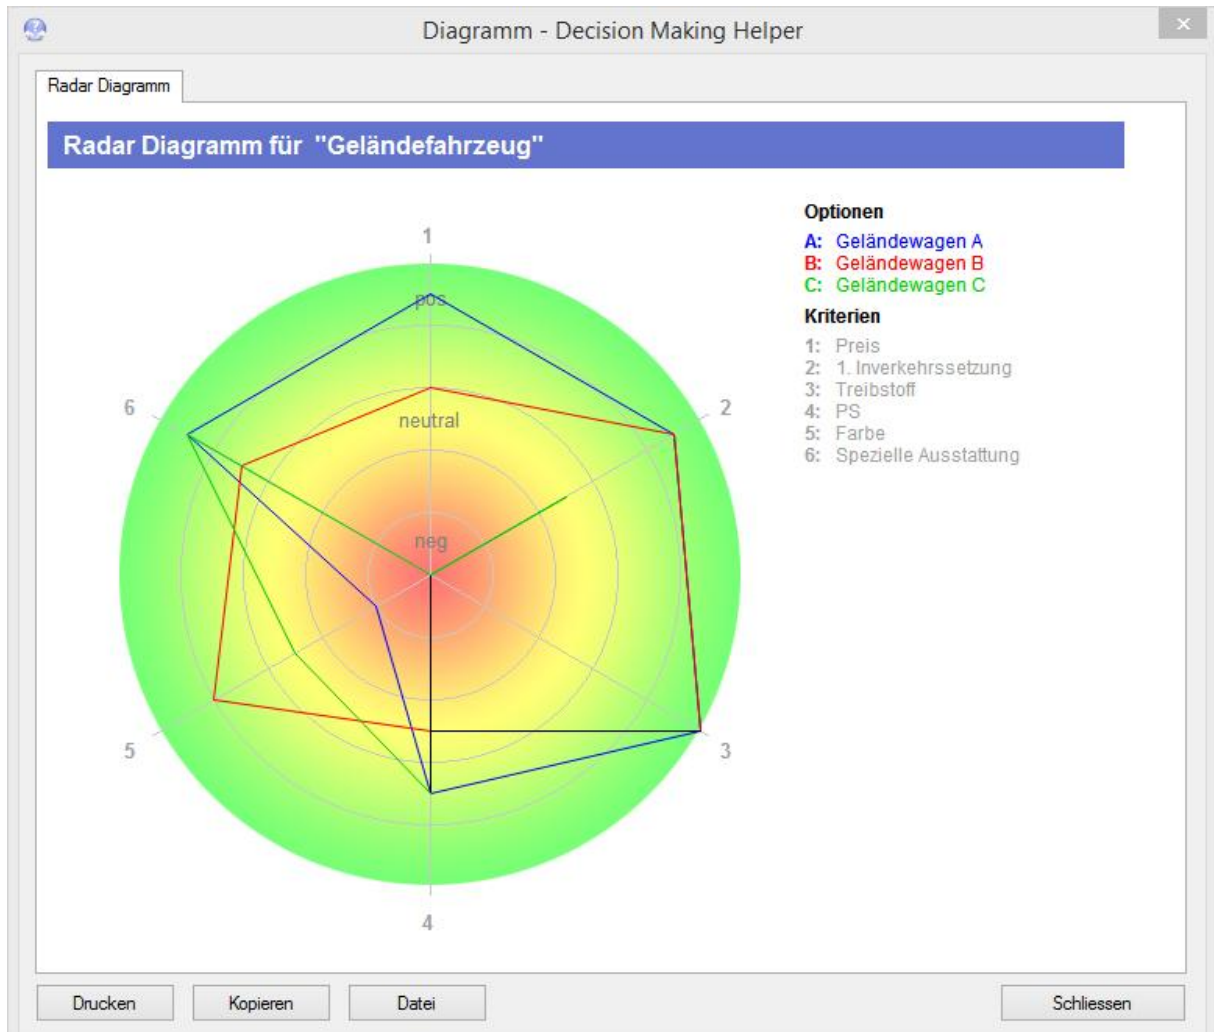 Diagramm - Decision Making Helper
Radar Diagramm
Radar Diagramm für "Geländefahrzeug"
Optionen
A: Geländewagen A
B: Geländewagen B
C: Geländewagen C
Kriterien
1: Preis
2: 1. Inverkehrssetzung
3: Treibstoff
4: PS
5: Farbe
6: Spezielle Ausstattung
1
pos
6
2
neutral
neg
5
3
4
Drucken
Kopieren
Datei
Schliessen